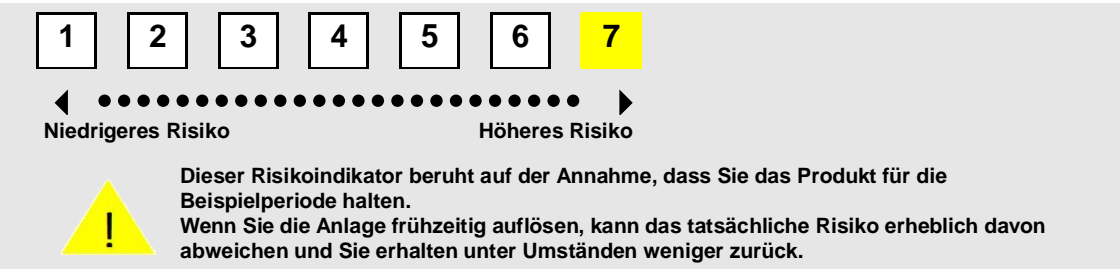 1 2 3 4 5 6 7
Niedrigeres Risiko Höheres Risiko
Dieser Risikoindikator beruht auf der Annahme, dass Sie das Produkt für die
Beispielperiode halten.
Wenn Sie die Anlage frühzeitig auflösen, kann das tatsächliche Risiko erheblich davon
abweichen und Sie erhalten unter Umständen weniger zurück.
!